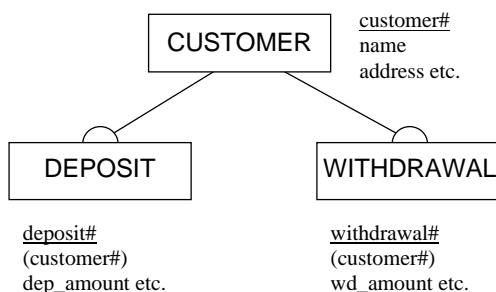 CUSTOMER
customer#
name
address etc.
DEPOSIT
WITHDRAWAL
deposit#
(customer#)
dep_amount etc.
withdrawal#
(customer#)
wd_amount etc.